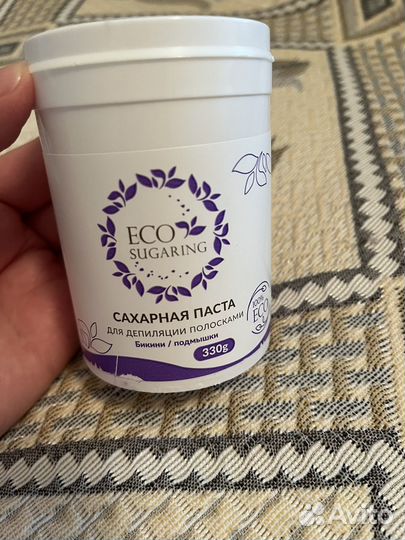 ECO
SUGARING
САХАРНАЯ ПАСТА
ДЛЯ ДЕПИЛЯЦИИ ПОЛОСКАМИ
Бикини / подмышки
330g
100%
ECO
Avito